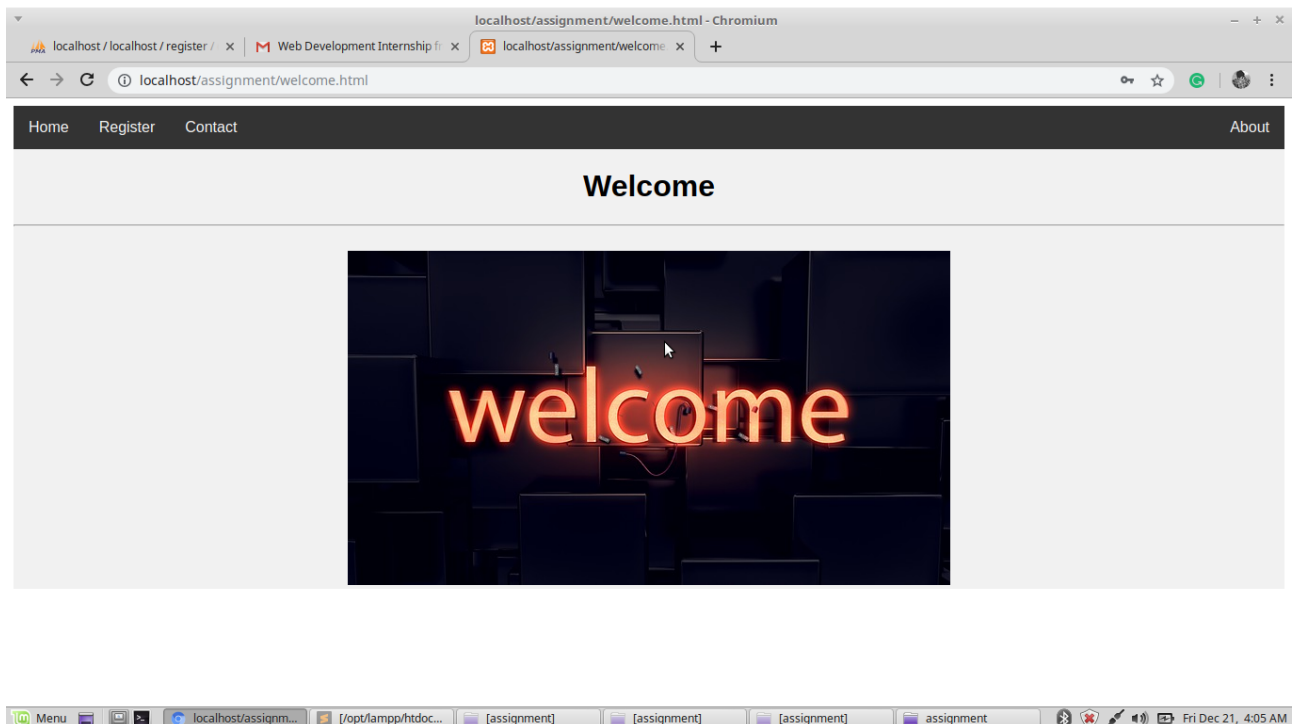 localhost/assignment/welcome.html - Chromium
localhost / localhost / register /
Web Development Internship fr
localhost/assignment/welcome.
localhost/assignment/welcome.html
Home Register Contact About
Welcome
welcome
Menu localhost/assignm... [/opt/lampp/htdoc... [assignment] [assignment] [assignment] assignment Fri Dec 21, 4:05 AM